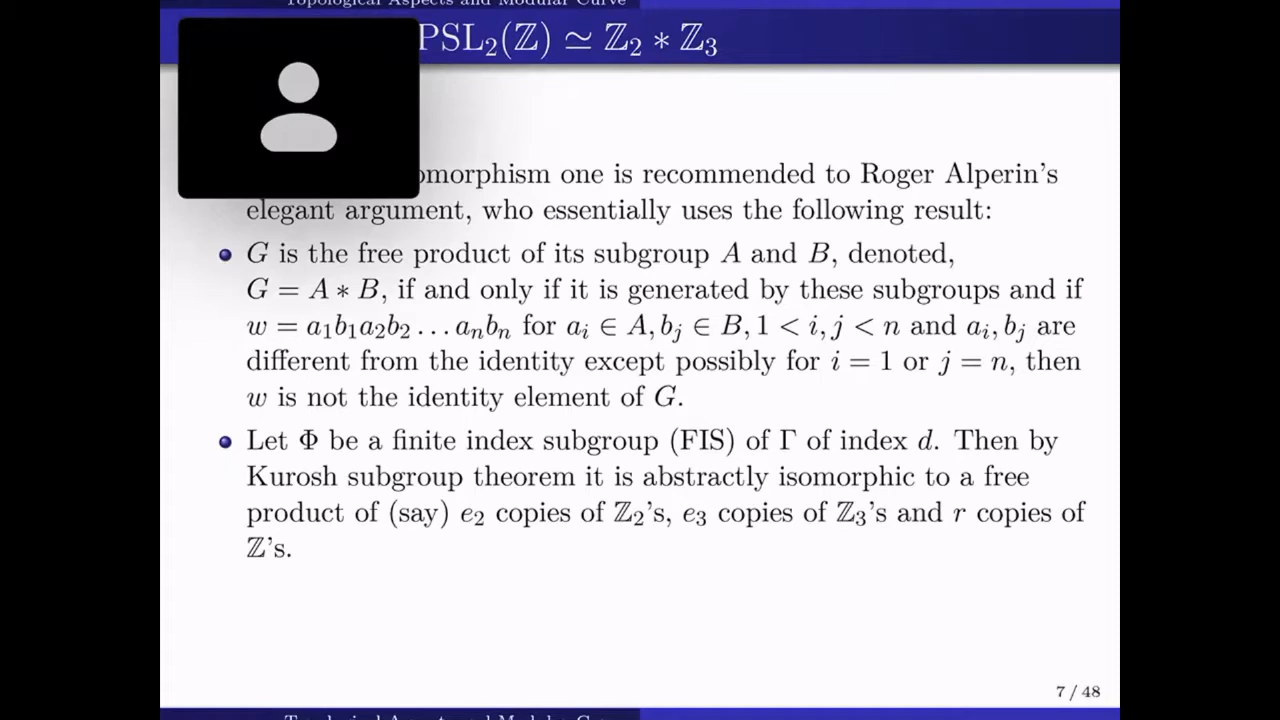 Topological Aspects and Modular Curve
PSL₂(ℤ) ≃ ℤ₂ ∗ ℤ₃
omorphism one is recommended to Roger Alperin's
elegant argument, who essentially uses the following result:
G is the free product of its subgroup A and B, denoted,
G = A ∗ B, if and only if it is generated by these subgroups and if
w = a₁b₁a₂b₂ … aₙbₙ for aᵢ ∈ A, bⱼ ∈ B, 1 < i, j < n and aᵢ, bⱼ are
different from the identity except possibly for i = 1 or j = n, then
w is not the identity element of G.
Let Φ be a finite index subgroup (FIS) of Γ of index d. Then by
Kurosh subgroup theorem it is abstractly isomorphic to a free
product of (say) e₂ copies of ℤ₂'s, e₃ copies of ℤ₃'s and r copies of
ℤ's.
7 / 48